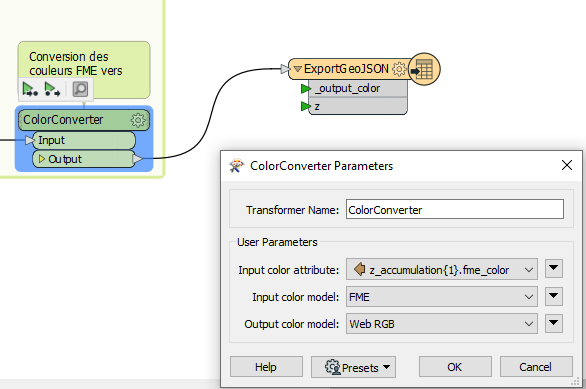 Conversion des
couleurs FME vers
ColorConverter
Input
Output
ExportGeoJSON
_output_color
z
ColorConverter Parameters
Transformer Name: ColorConverter
User Parameters
Input color attribute: z_accumulation{1}.fme_color
Input color model: FME
Output color model: Web RGB
Help Presets OK Cancel